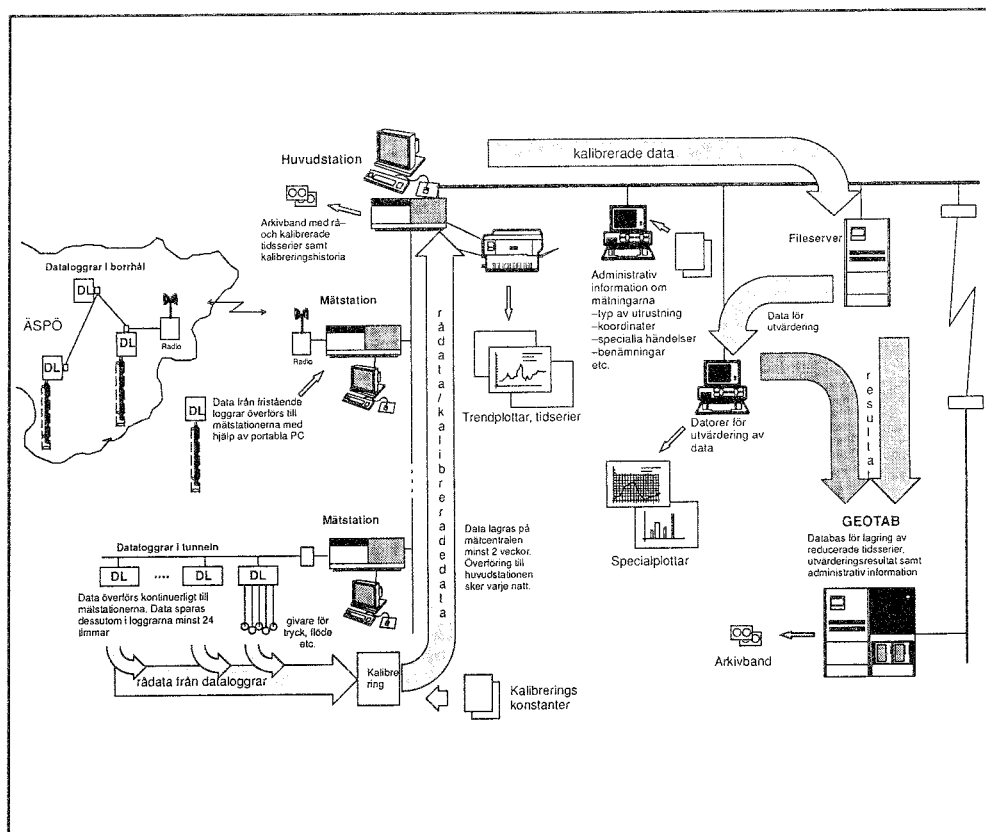 Huvudstation
kalibrerade data
Arkivband med rå-
och kalibrerade
tidsserier samt
kalibreringshistoria
Fileserver
Dataloggrar I borrhål
DL
ÄSPÖ
DL
DL
Radio
Mätstation
Radio
Administrativ
information om
mätningarna
-typ av utrustning
-koordinater
-speciella händelser
-benämningar
etc.
Data för
utvärdering
DL
Data från fristående
loggrar överförs till
mätstationerna med
hjälp av portabla PC
Trendplottar, tidserier
Datorer för
utvärdering av
data
rådata/kalibreradedata
resultat
Specialplottar
GEOTAB
Databas för lagring av
reducerade tidsserier,
utvärderingsresultat samt
administrativ information
Mätstation
Dataloggrar i tunneln
DL
....
DL
DL
Data lagras på
mätcentralen
minst 2 veckor.
Överföring till
huvudstationen
sker varje natt.
Data överförs kontinuerligt till
mätstationerna. Data sparas
dessutom i loggrarna minst 24
timmar
givare för
tryck, flöde
etc.
Arkivband
rådata från dataloggrar
Kalibre
ring
Kalibrerings
konstanter